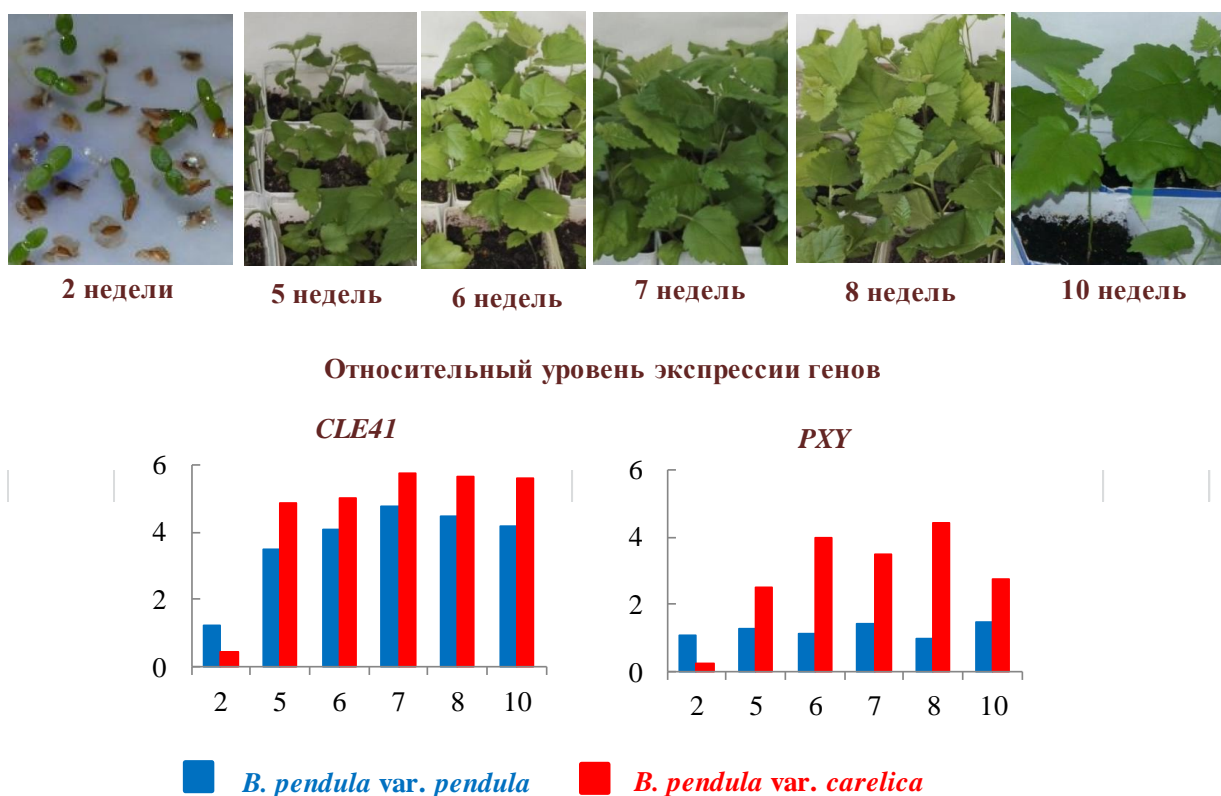 2 недели
5 недель
6 недель
7 недель
8 недель
10 недель
Относительный уровень экспрессии генов
CLE41
6
4
2
0
2 5 6 7 8 10
PXY
6
4
2
0
2 5 6 7 8 10
B. pendula var. pendula
B. pendula var. carelica